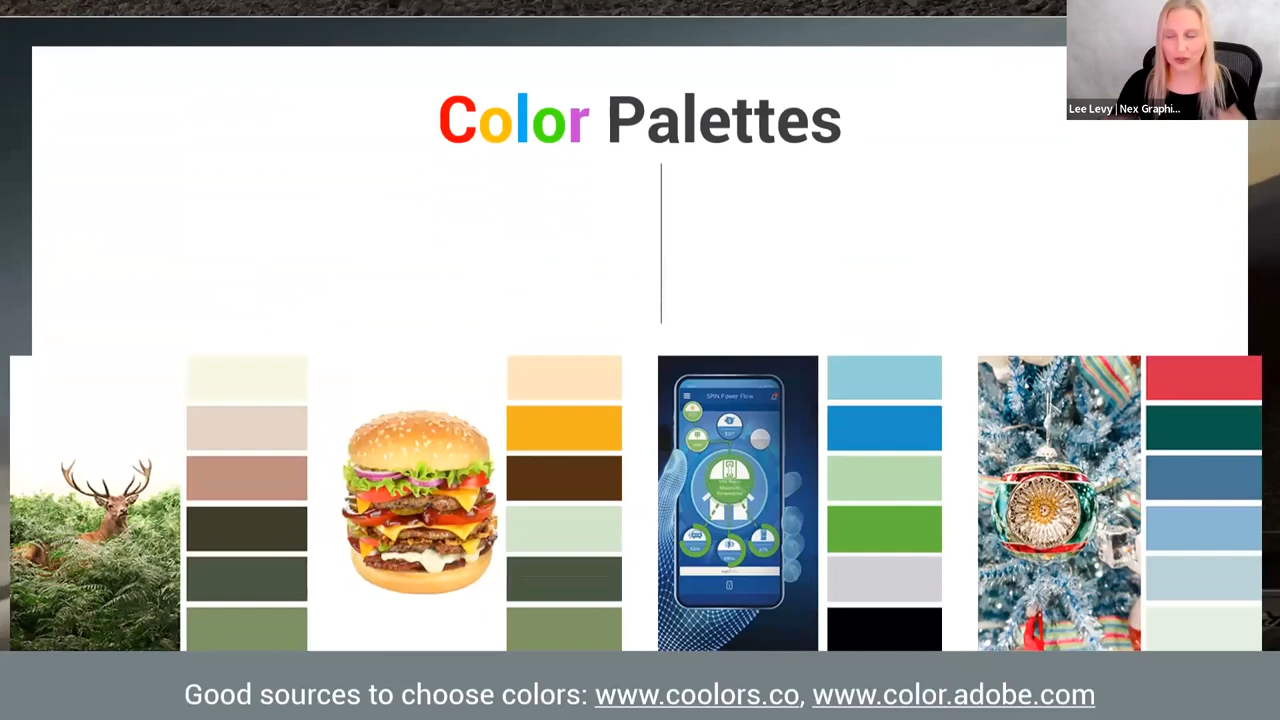 Lee Levy | Nex Graphi...
Color Palettes
SPIN Power Flow
Good sources to choose colors: www.coolors.co, www.color.adobe.com